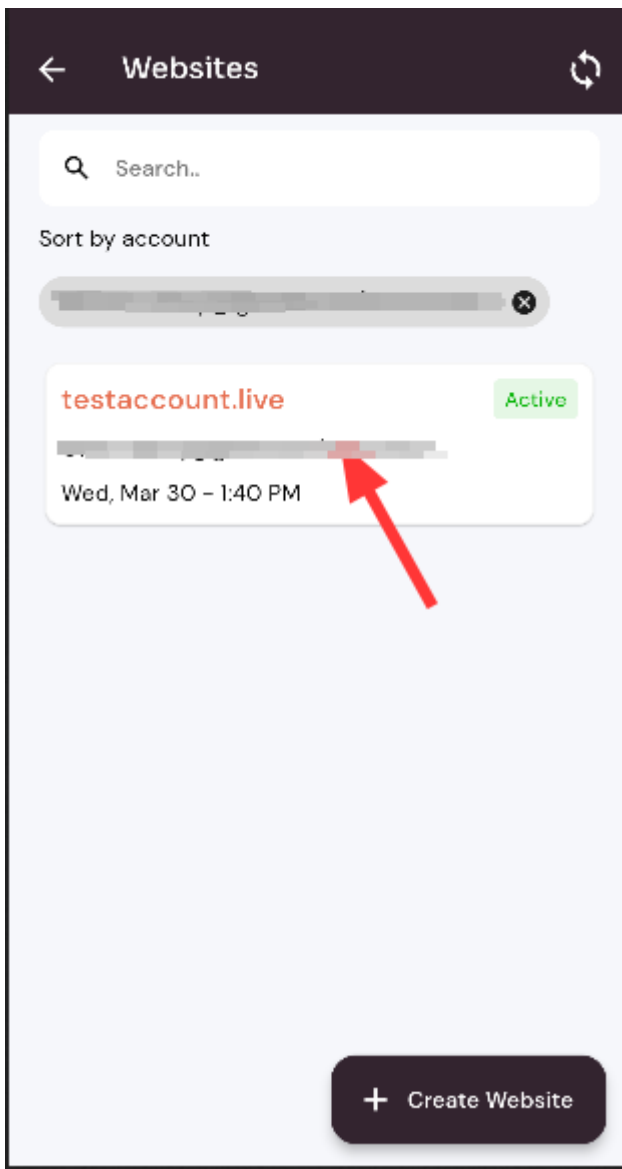 Websites
Search..
Sort by account
testaccount.live
Active
Wed, Mar 30 - 1:40 PM
+ Create Website